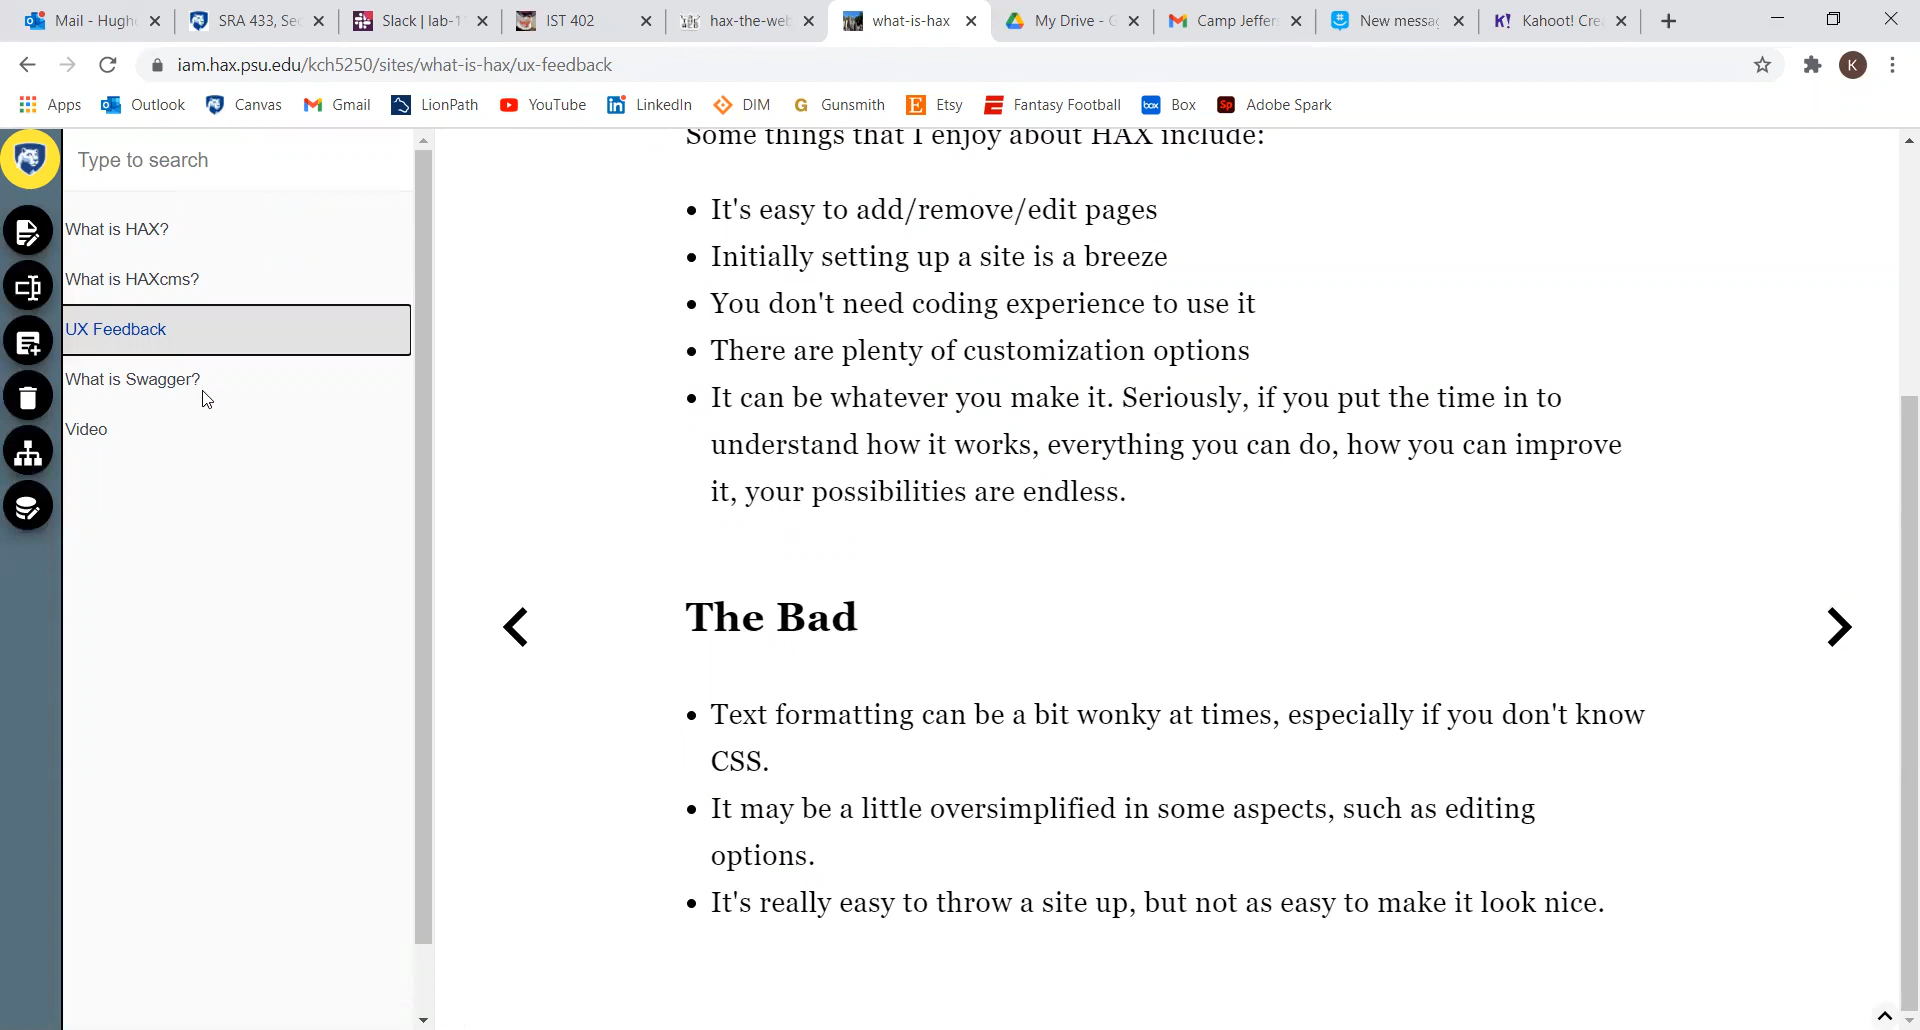 Mail - Hughe
SRA 433, Sec
Slack | lab-1
IST 402
hax-the-web
what-is-hax
My Drive - G
Camp Jeffers
New messag
K! Kahoot! Cre
iam.hax.psu.edu/kch5250/sites/what-is-hax/ux-feedback
K
Apps
Outlook
Canvas
Gmail
LionPath
YouTube
LinkedIn
DIM
G Gunsmith
E Etsy
Fantasy Football
box Box
Sp Adobe Spark
Type to search
What is HAX?
What is HAXcms?
UX Feedback
What is Swagger?
Video
Some things that I enjoy about HAX include:
• It's easy to add/remove/edit pages
• Initially setting up a site is a breeze
• You don't need coding experience to use it
• There are plenty of customization options
• It can be whatever you make it. Seriously, if you put the time in to
understand how it works, everything you can do, how you can improve
it, your possibilities are endless.
The Bad
• Text formatting can be a bit wonky at times, especially if you don't know
CSS.
• It may be a little oversimplified in some aspects, such as editing
options.
• It's really easy to throw a site up, but not as easy to make it look nice.